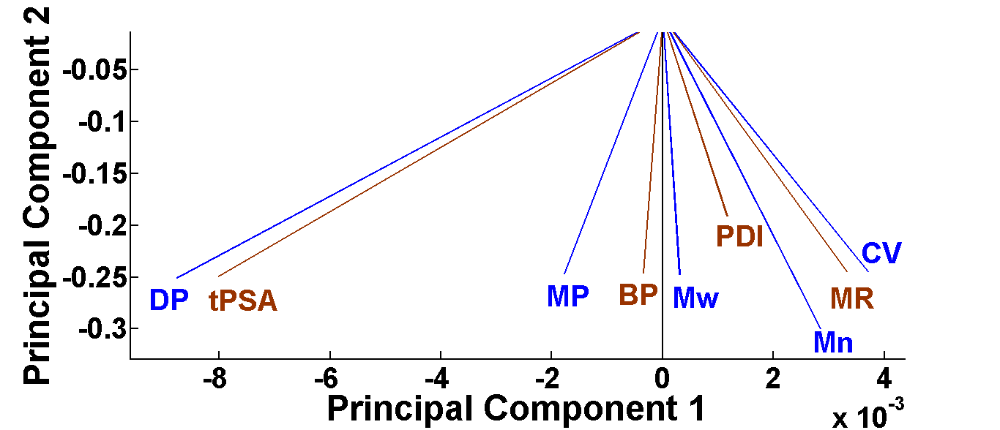 Principal Component 2
-0.05
-0.1
-0.15
-0.2
-0.25
-0.3
DP
tPSA
MP
BP
Mw
PDI
CV
MR
Mn
-8
-6
-4
-2
0
2
4
Principal Component 1
x 10-3